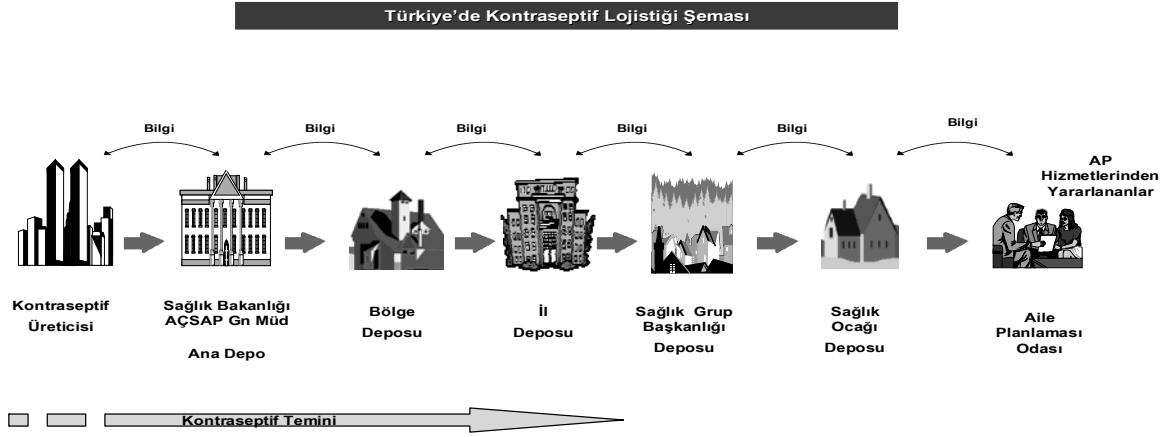 Türkiye’de Kontraseptif Lojistiği Şeması
Bilgi
Bilgi
Bilgi
Bilgi
Bilgi
Bilgi
AP
Hizmetlerinden
Yararlananlar
Kontraseptif
Üreticisi
Sağlık Bakanlığı
AÇSAP Gn Müd
Ana Depo
Bölge
Deposu
İl
Deposu
Sağlık Grup
Başkanlığı
Deposu
Sağlık
Ocağı
Deposu
Aile
Planlaması
Odası
Kontraseptif Temini